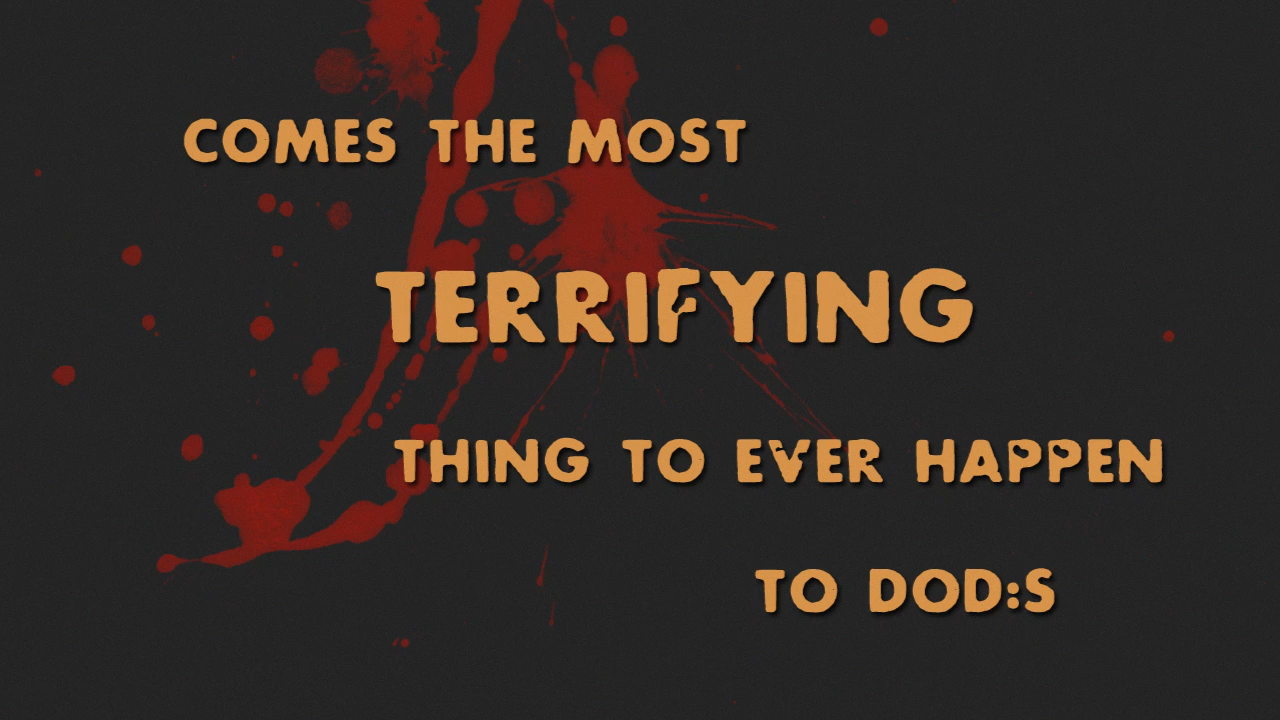 COMES THE MOST
TERRIFYING
THING TO EVER HAPPEN
TO DOD:S